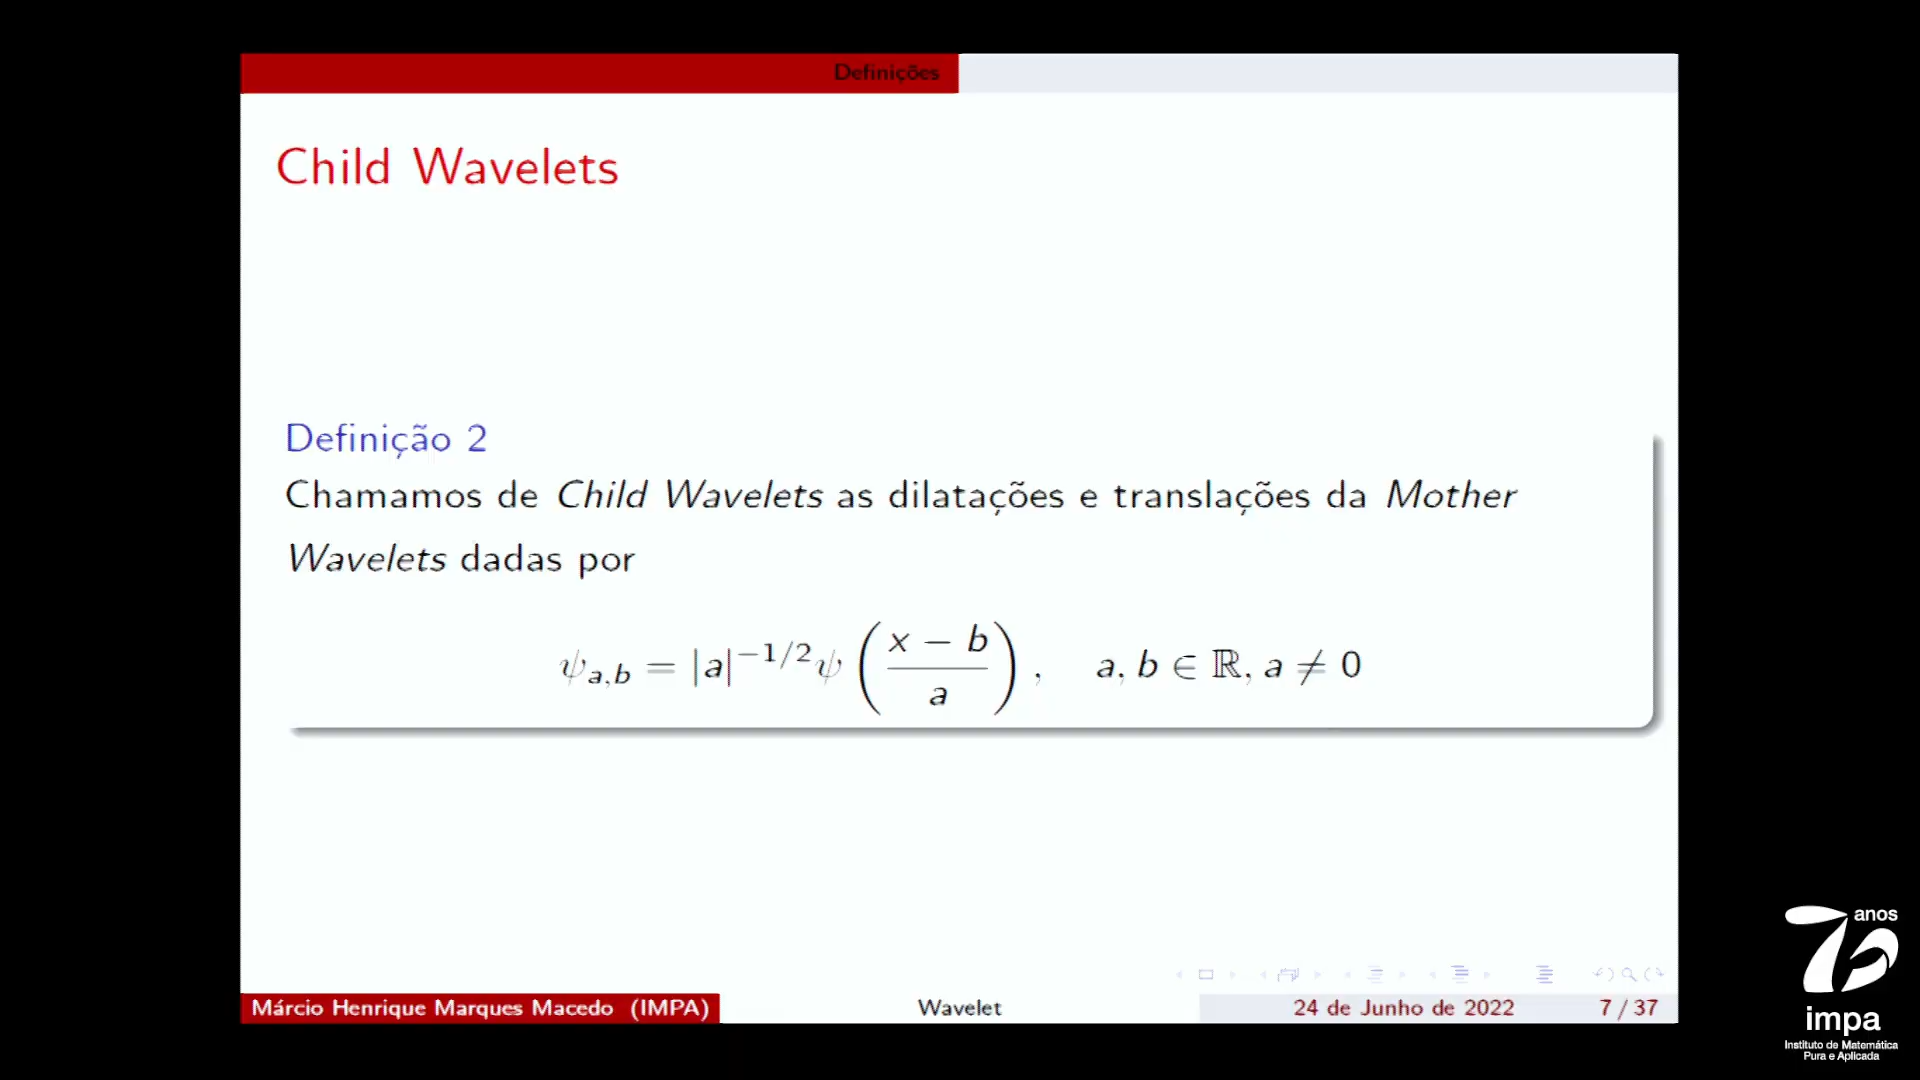 Definições
Child Wavelets
Definição 2
Chamamos de Child Wavelets as dilatações e translações da Mother
Wavelets dadas por
ψ_{a,b} = |a|^{−1/2} ψ ( (x − b) / a ) , a, b ∈ ℝ, a ≠ 0
Márcio Henrique Marques Macedo (IMPA)
Wavelet
24 de Junho de 2022
7 / 37
70 anos
impa
Instituto de Matemática
Pura e Aplicada